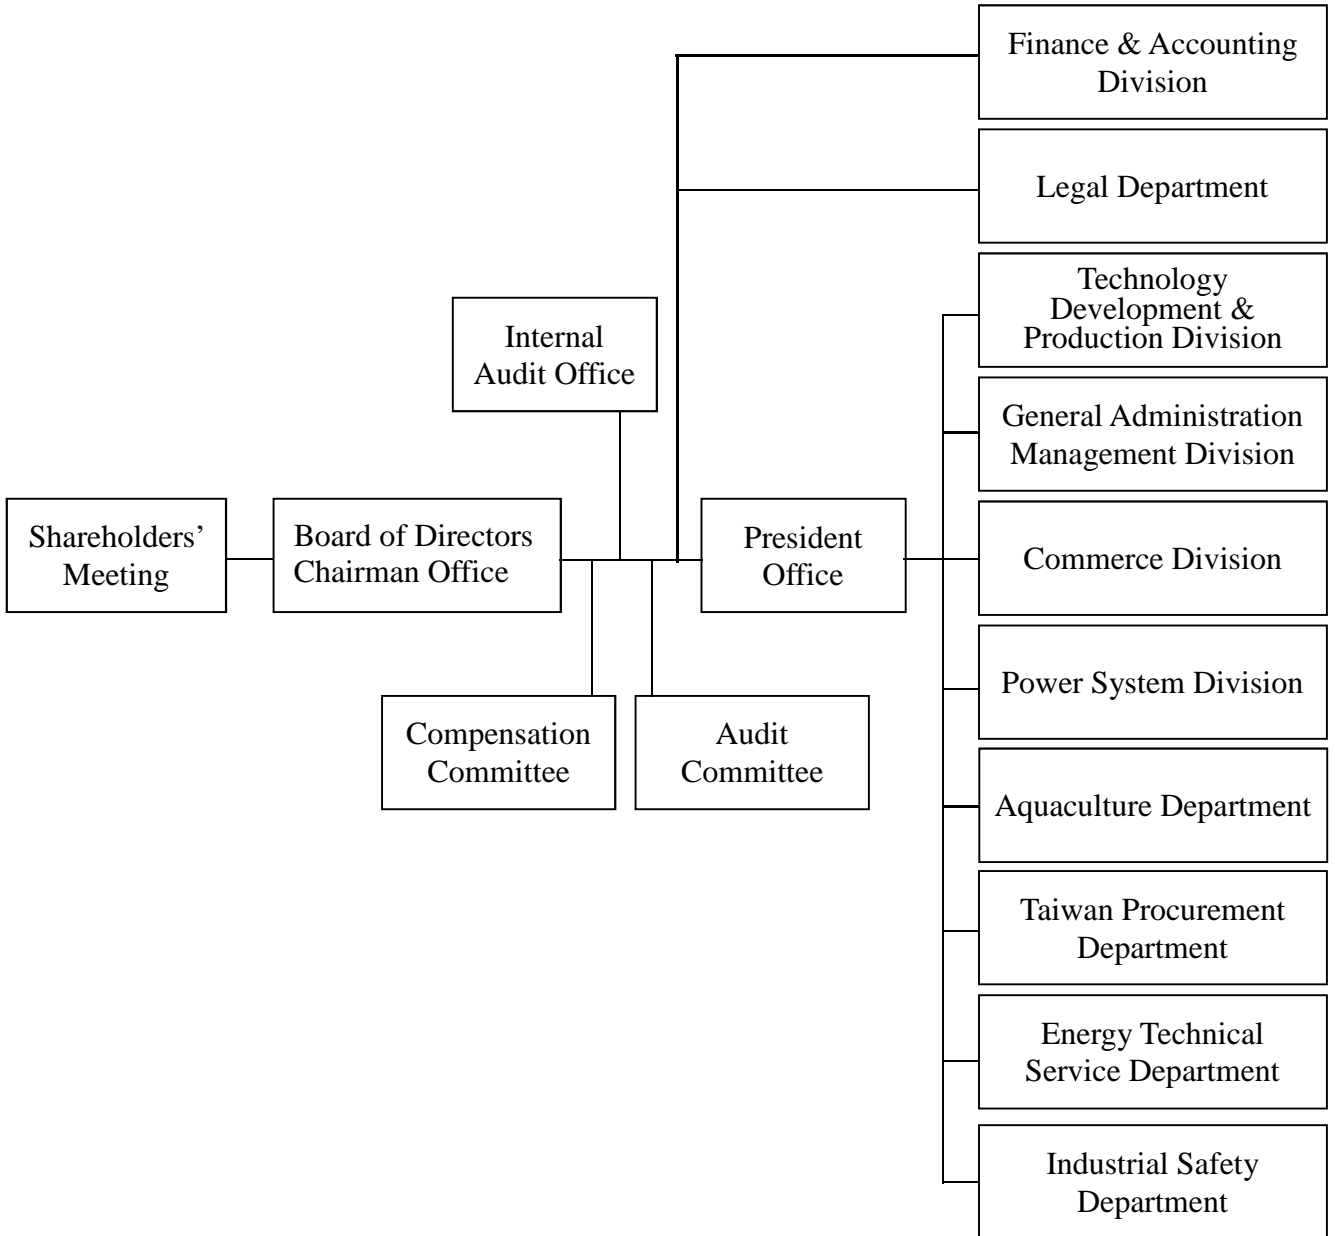 Finance & Accounting
Division
Legal Department
Technology
Development &
Production Division
Internal
Audit Office
General Administration
Management Division
Shareholders’
Meeting
Board of Directors
Chairman Office
President
Office
Commerce Division
Power System Division
Compensation
Committee
Audit
Committee
Aquaculture Department
Taiwan Procurement
Department
Energy Technical
Service Department
Industrial Safety
Department